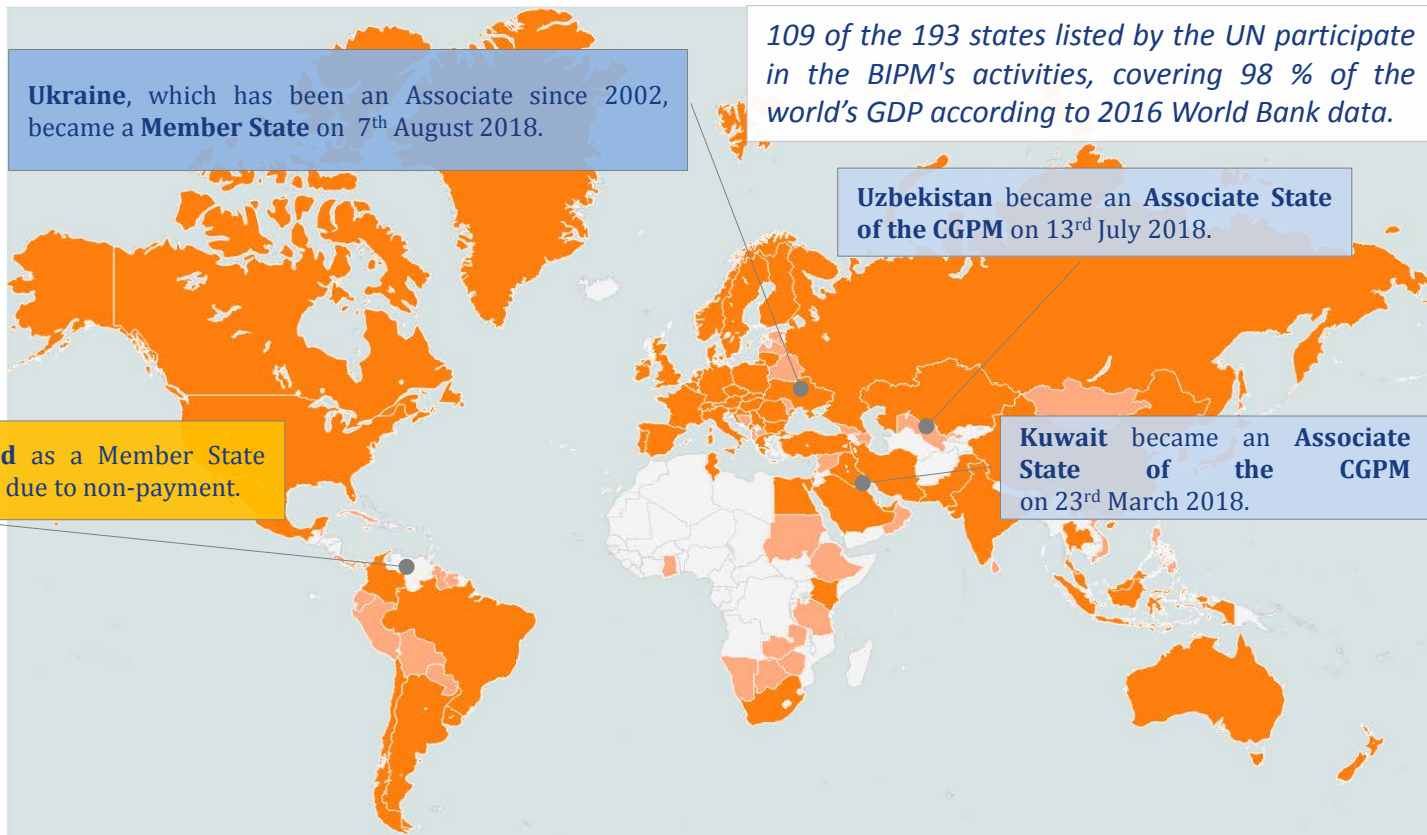 109 of the 193 states listed by the UN participate
in the BIPM's activities, covering 98 % of the
world's GDP according to 2016 World Bank data.
Ukraine, which has been an Associate since 2002,
became a Member State on 7th August 2018.
Uzbekistan became an Associate State
of the CGPM on 13rd July 2018.
d as a Member State
due to non-payment.
Kuwait became an Associate
State of the CGPM
on 23rd March 2018.